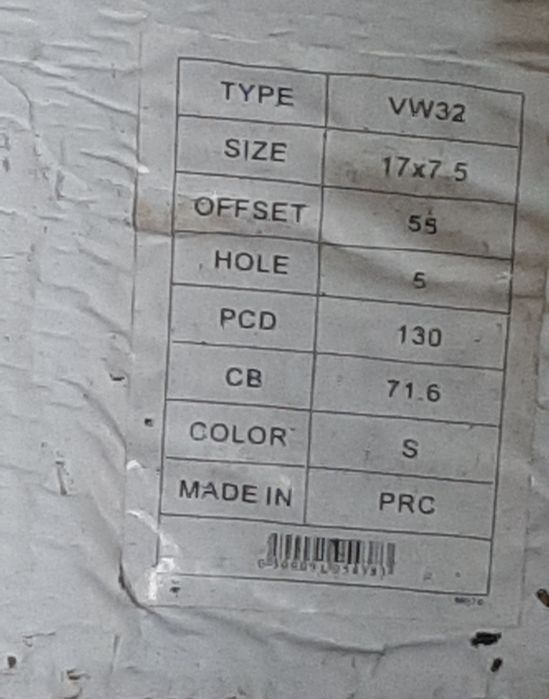 TYPE VW32
SIZE 17x7.5
OFFSET 55
HOLE 5
PCD 130
CB 71.6
COLOR S
MADE IN PRC